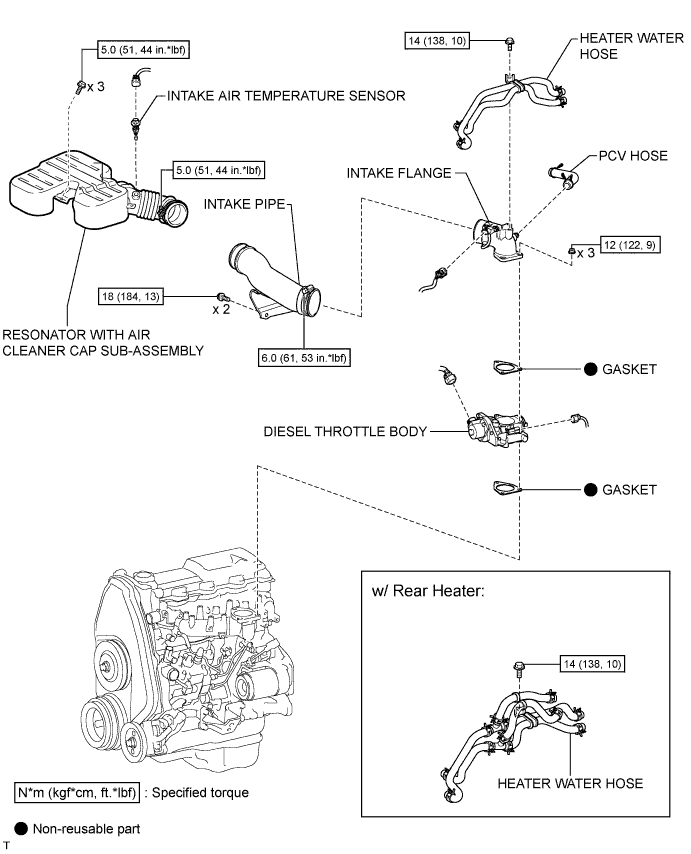 5.0 (51, 44 in.*lbf)
x 3
INTAKE AIR TEMPERATURE SENSOR
14 (138, 10)
HEATER WATER
HOSE
PCV HOSE
5.0 (51, 44 in.*lbf)
INTAKE FLANGE
INTAKE PIPE
12 (122, 9)
x 3
18 (184, 13)
x 2
RESONATOR WITH AIR
CLEANER CAP SUB-ASSEMBLY
6.0 (61, 53 in.*lbf)
GASKET
DIESEL THROTTLE BODY
GASKET
w/ Rear Heater:
14 (138, 10)
HEATER WATER HOSE
N*m (kgf*cm, ft.*lbf) : Specified torque
Non-reusable part
T